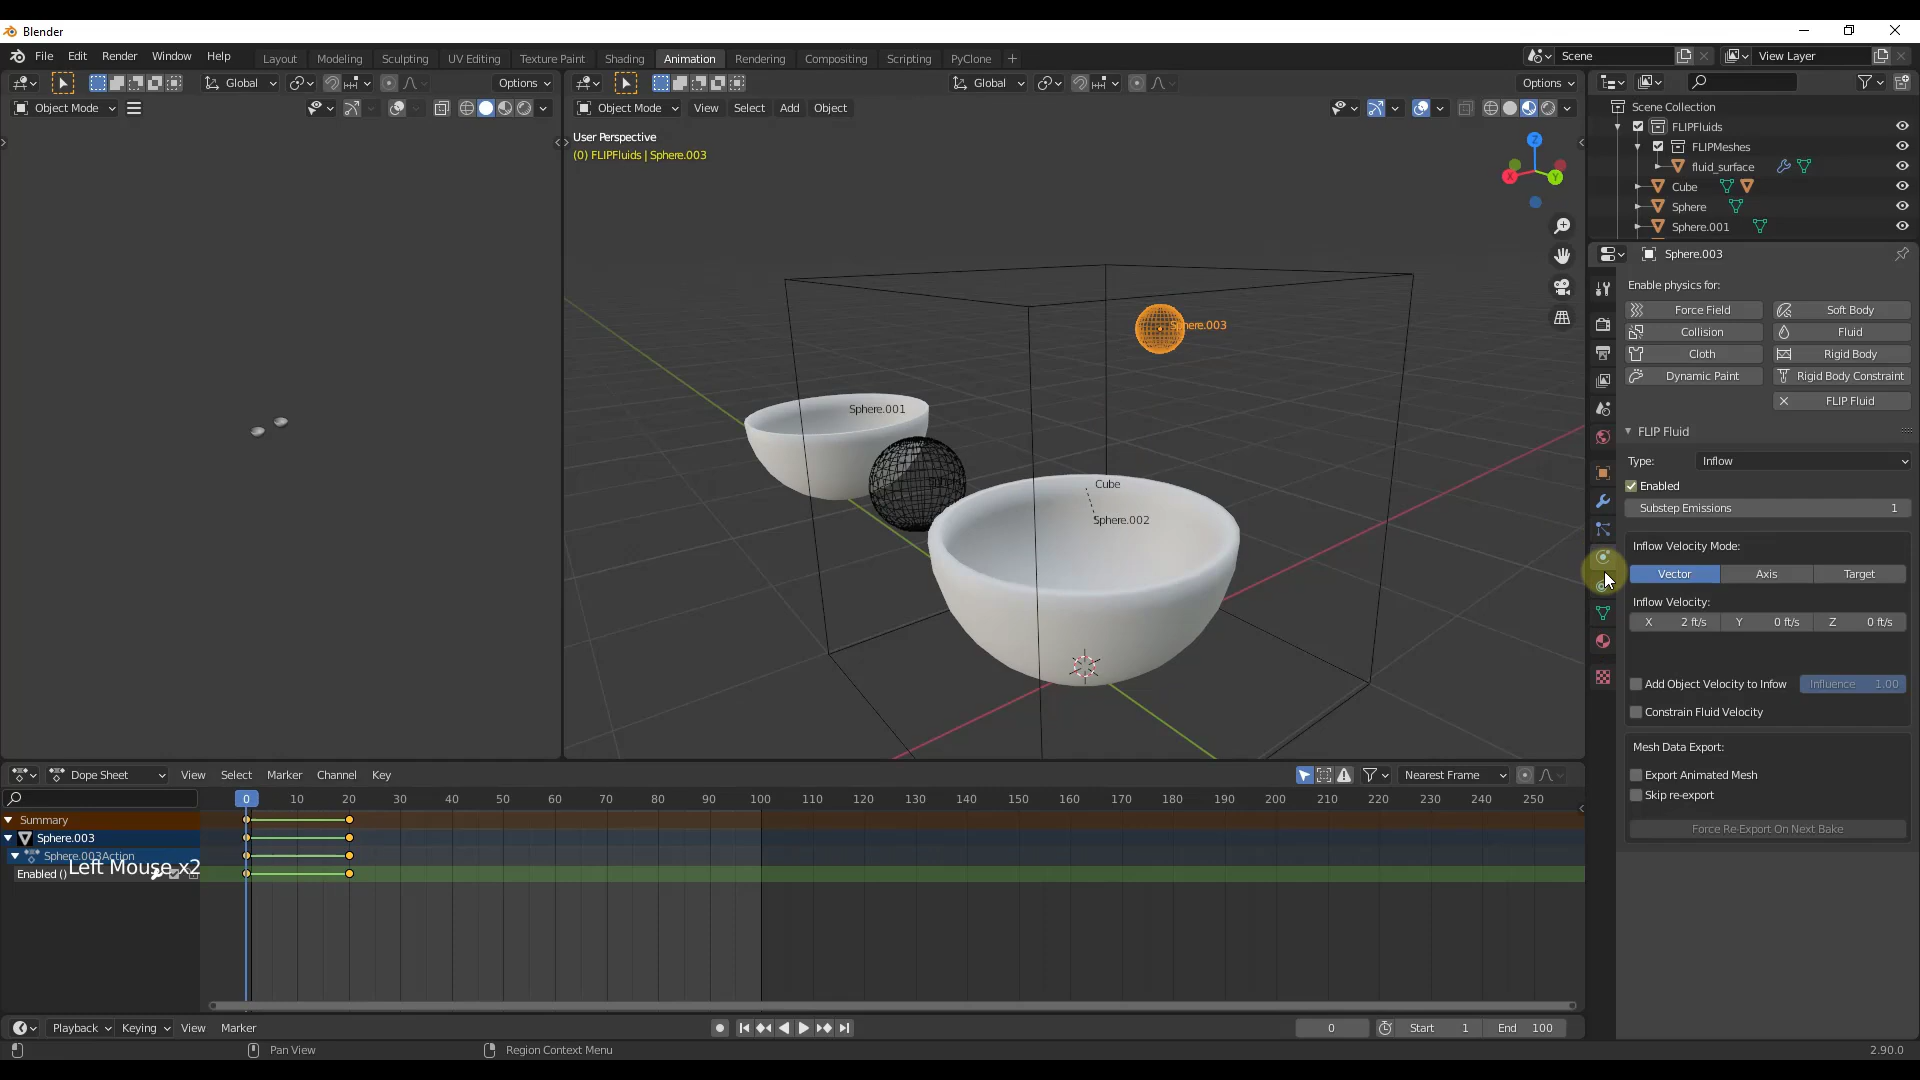 Blender
File Edit Render Window Help
Layout Modeling Sculpting UV Editing Texture Paint Shading Animation Rendering Compositing Scripting PyClone +
Scene
View Layer
Global
Options
Global
Options
Object Mode
Object Mode View Select Add Object
User Perspective
(0) FLIPFluids | Sphere.003
Z
X
Y
Sphere.003
Sphere.001
Cube
Sphere.002
Scene Collection
FLIPFluids
FLIPMeshes
fluid_surface
Cube
Sphere
Sphere.001
Sphere.003
Enable physics for:
Force Field Soft Body
Collision Fluid
Cloth Rigid Body
Dynamic Paint Rigid Body Constraint
FLIP Fluid
FLIP Fluid
Type: Inflow
Enabled
Substep Emissions 1
Inflow Velocity Mode:
Vector Axis Target
Inflow Velocity:
X 2 ft/s Y 0 ft/s Z 0 ft/s
Add Object Velocity to Infow Influence 1.00
Constrain Fluid Velocity
Mesh Data Export:
Export Animated Mesh
Skip re-export
Force Re-Export On Next Bake
Dope Sheet View Select Marker Channel Key
Nearest Frame
0 10 20 30 40 50 60 70 80 90 100 110 120 130 140 150 160 170 180 190 200 210 220 230 240 250
Summary
Sphere.003
Sphere.003Action
Left Mouse x2
Enabled ()
Playback Keying View Marker
0 Start 1 End 100
Pan View Region Context Menu
2.90.0